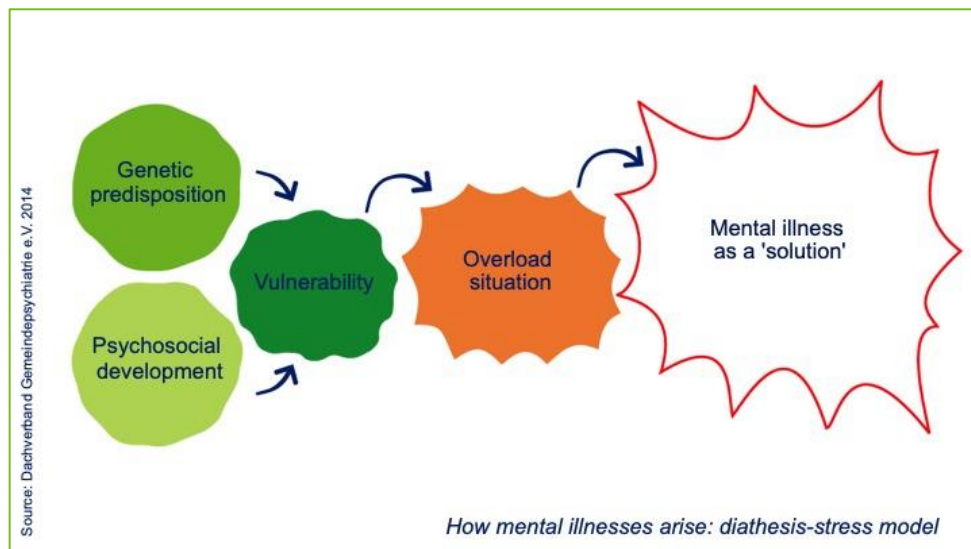 Genetic
predisposition
Psychosocial
development
Vulnerability
Overload
situation
Mental illness
as a 'solution'
Source: Dachverband Gemeindepsychiatrie e.V. 2014
How mental illnesses arise: diathesis-stress model